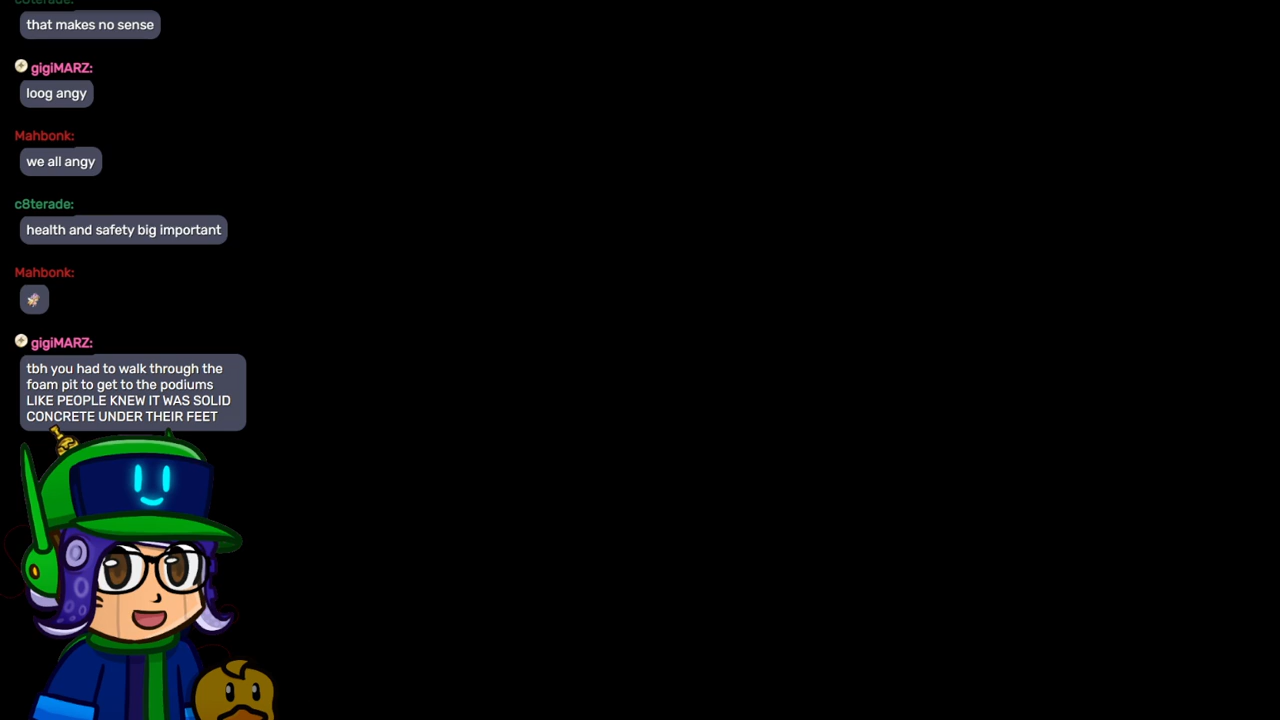 c8terade:
that makes no sense
gigiMARZ:
loog angy
Mahbonk:
we all angy
c8terade:
health and safety big important
Mahbonk:
gigiMARZ:
tbh you had to walk through the
foam pit to get to the podiums
LIKE PEOPLE KNEW IT WAS SOLID
CONCRETE UNDER THEIR FEET